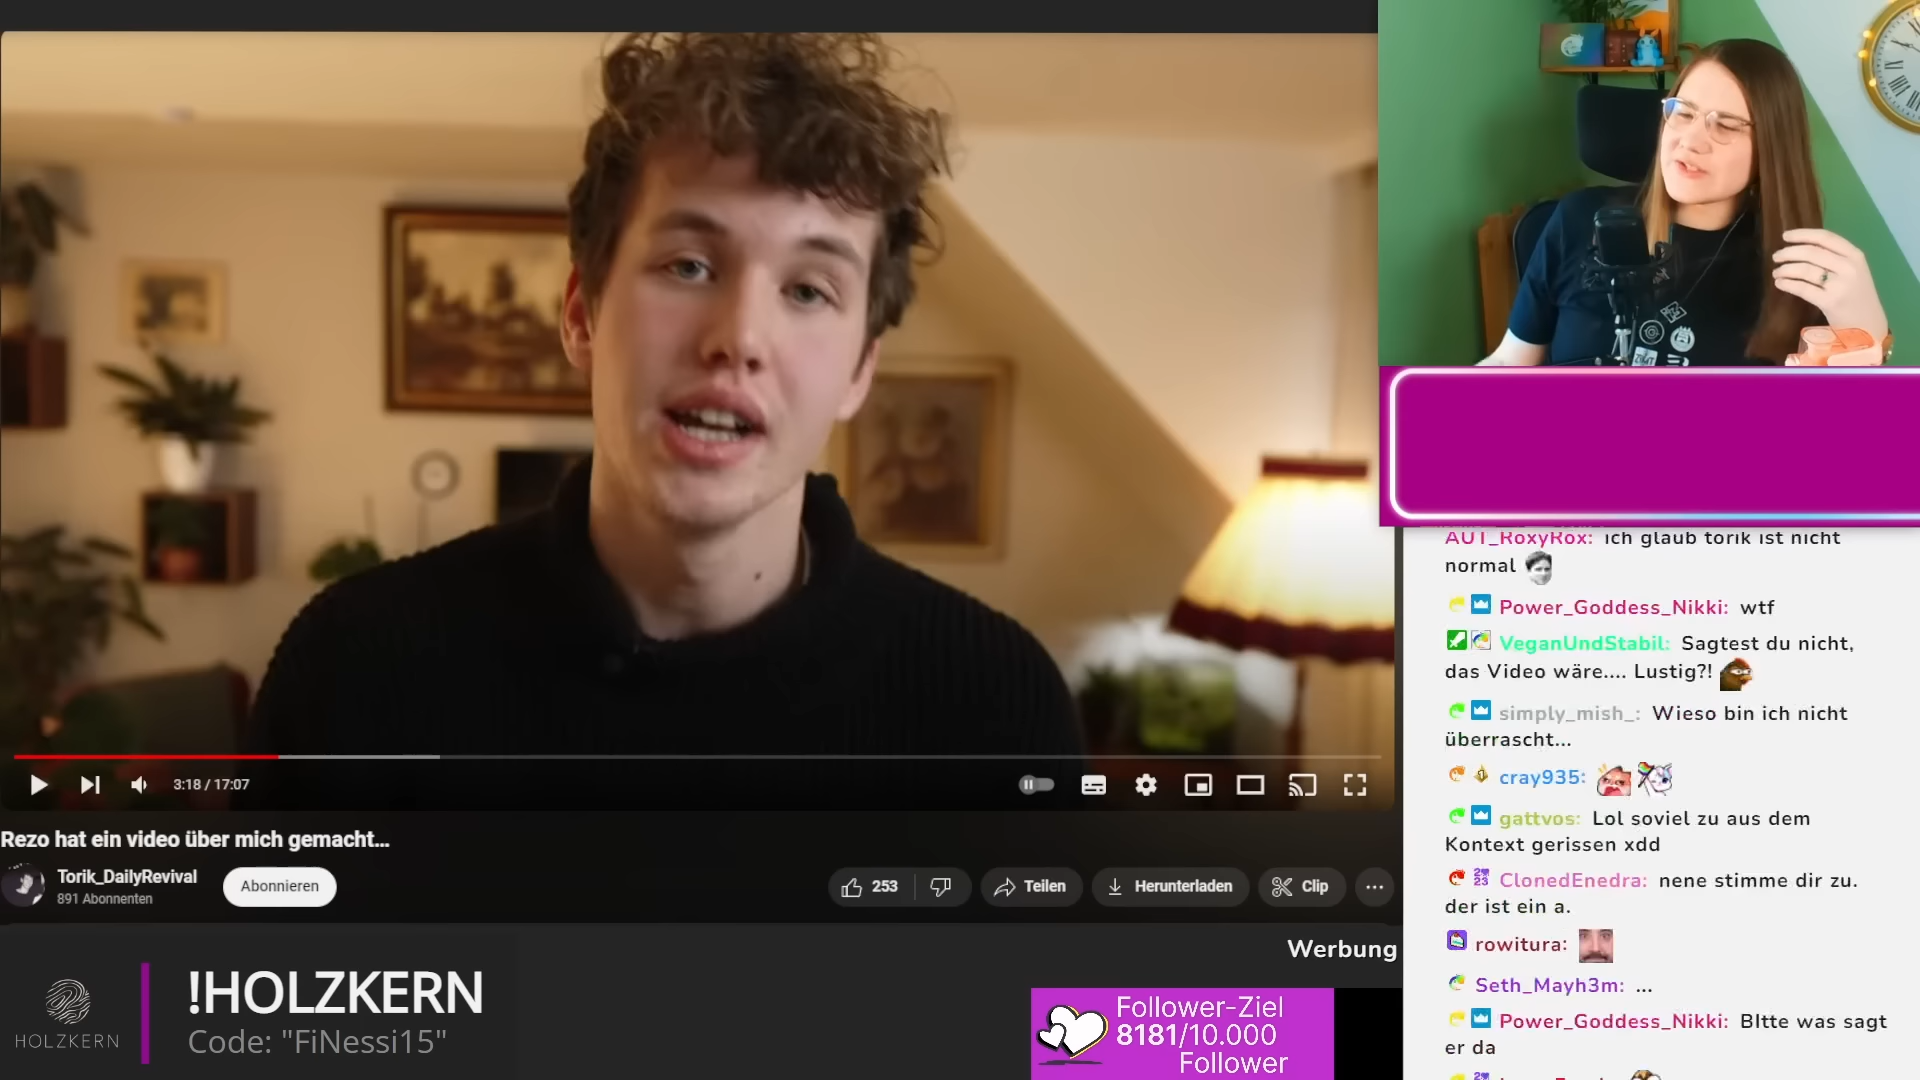 3:18 / 17:07
Rezo hat ein video über mich gemacht...
Torik_DailyRevival
891 Abonnenten
Abonnieren
253
Teilen
Herunterladen
Clip
Werbung
HOLZKERN
!HOLZKERN
Code: "FiNessi15"
Follower-Ziel
8181/10.000
Follower
AUT_RoxyRox: ich glaub torik ist nicht
normal
Power_Goddess_Nikki: wtf
VeganUndStabil: Sagtest du nicht,
das Video wäre.... Lustig?!
simply_mish_: Wieso bin ich nicht
überrascht...
cray935:
gattvos: Lol soviel zu aus dem
Kontext gerissen xdd
ClonedEnedra: nene stimme dir zu.
der ist ein a.
rowitura:
Seth_Mayh3m: ...
Power_Goddess_Nikki: BItte was sagt
er da